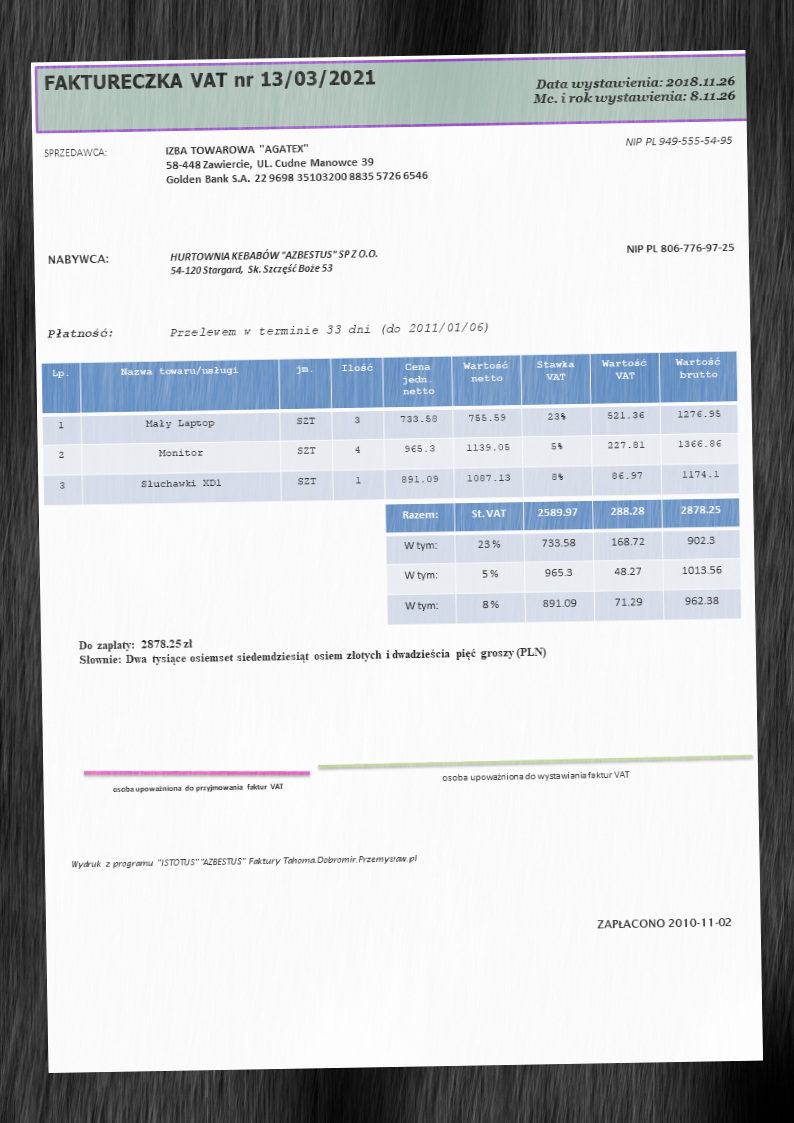 FAKTURECZKA VAT nr 13/03/2021
Data wystawienia: 2018.11.26
Mc. i rok wystawienia: 8.11.26
SPRZEDAWCA:
IZBA TOWAROWA "AGATEX"
58-448 Zawiercie, UL. Cudne Manowce 39
Golden Bank S.A. 22 9698 35103200 8835 5726 6546
NIP PL 949-555-54-95
NABYWCA:
HURTOWNIA KEBABÓW "AZBESTUS" SP Z O.O.
54-120 Stargard, Sk. Szczęść Boże 53
NIP PL 806-776-97-25
Płatność: Przelewem w terminie 33 dni (do 2011/01/06)
Lp. Nazwa towaru/usługi jm. Ilość Cena jedn. netto Wartość netto Stawka VAT Wartość VAT Wartość brutto
1 Mały Laptop SZT 3 733.58 755.59 23% 521.36 1276.95
2 Monitor SZT 4 965.3 1139.05 5% 227.81 1366.86
3 Słuchawki XD1 SZT 1 891.09 1087.13 8% 86.97 1174.1
Razem: St.VAT 2589.97 288.28 2878.25
W tym: 23 % 733.58 168.72 902.3
W tym: 5 % 965.3 48.27 1013.56
W tym: 8 % 891.09 71.29 962.38
Do zapłaty: 2878.25 zł
Słownie: Dwa tysiące osiemset siedemdziesiąt osiem złotych i dwadzieścia pięć groszy (PLN)
osoba upoważniona do przyjmowania faktur VAT
osoba upoważniona do wystawiania faktur VAT
Wydruk z programu "ISTOTUS" "AZBESTUS" Faktury Tahoma.Dobromir.Przemysław.pl
ZAPŁACONO 2010-11-02